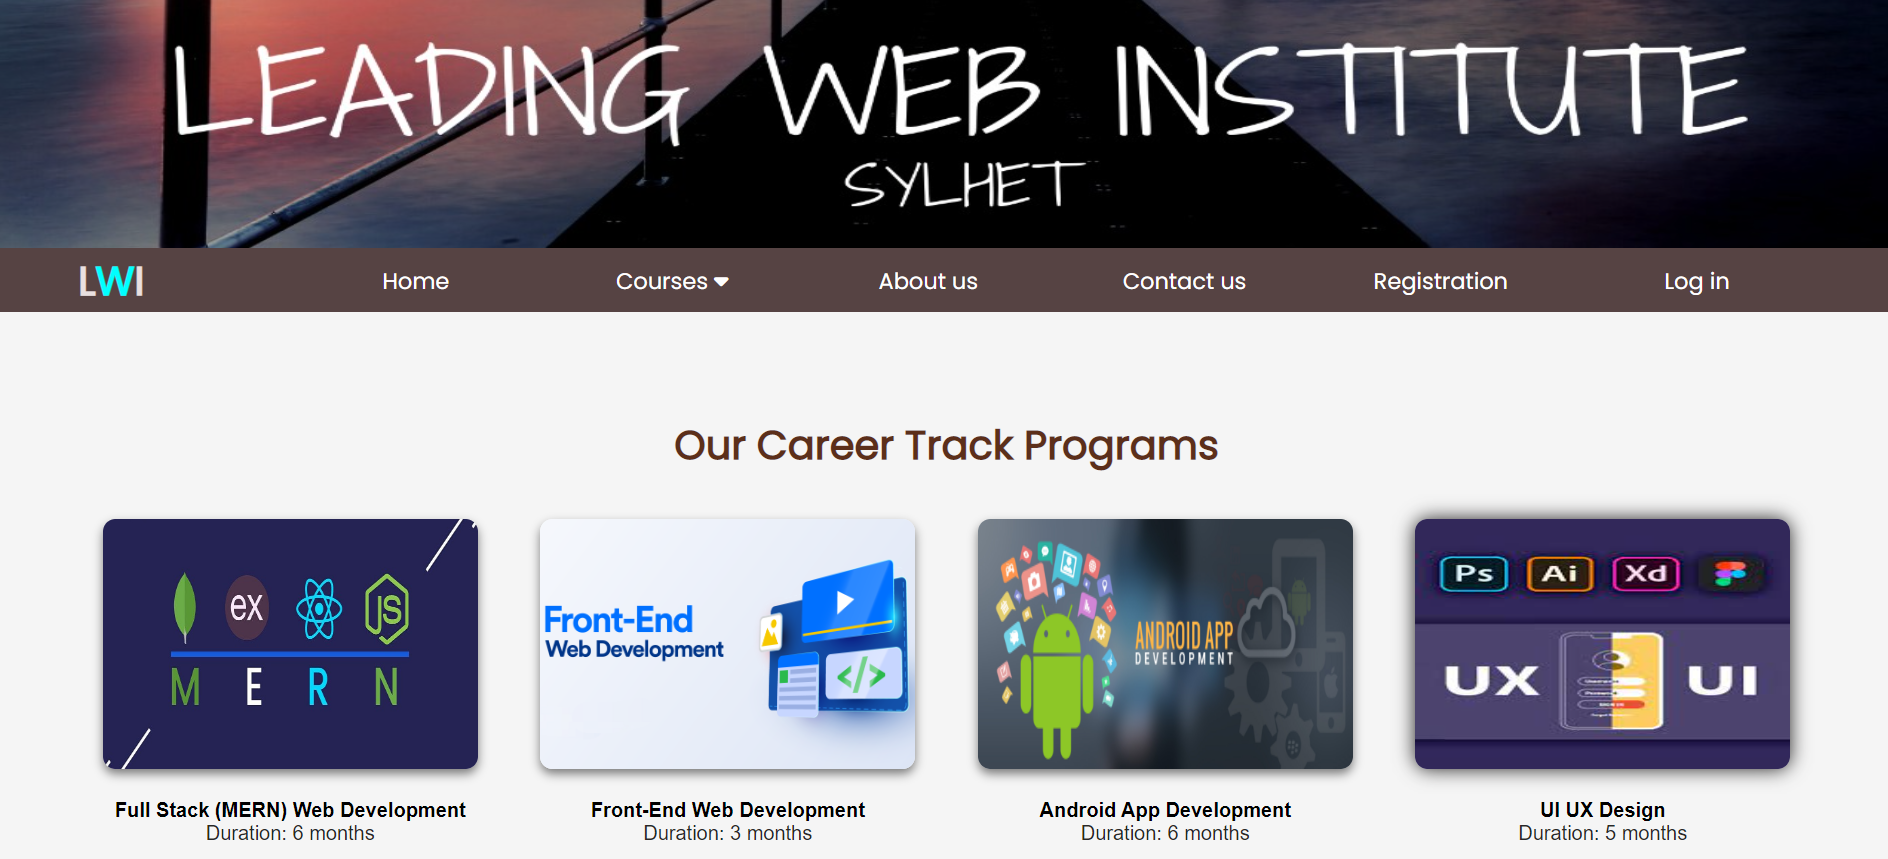 LEADING WEB INSTITUTE
SYLHET
LWI Home Courses About us Contact us Registration Log in
Our Career Track Programs
ex JS
M E R N
Front-End
Web Development
ANDROID APP
DEVELOPMENT
Ps Ai Xd
UX UI
Full Stack (MERN) Web Development
Duration: 6 months
Front-End Web Development
Duration: 3 months
Android App Development
Duration: 6 months
UI UX Design
Duration: 5 months